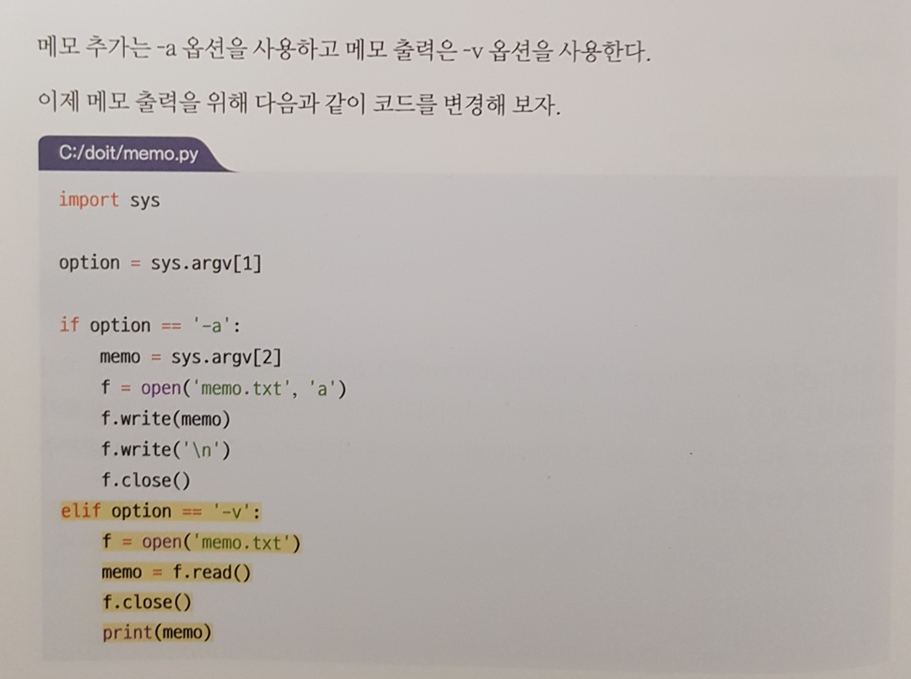 메모 추가는 -a 옵션을 사용하고 메모 출력은 -v 옵션을 사용한다.
이제 메모 출력을 위해 다음과 같이 코드를 변경해 보자.
C:/doit/memo.py
import sys
option = sys.argv[1]
if option == '-a':
    memo = sys.argv[2]
    f = open('memo.txt', 'a')
    f.write(memo)
    f.write('\n')
    f.close()
elif option == '-v':
    f = open('memo.txt')
    memo = f.read()
    f.close()
    print(memo)